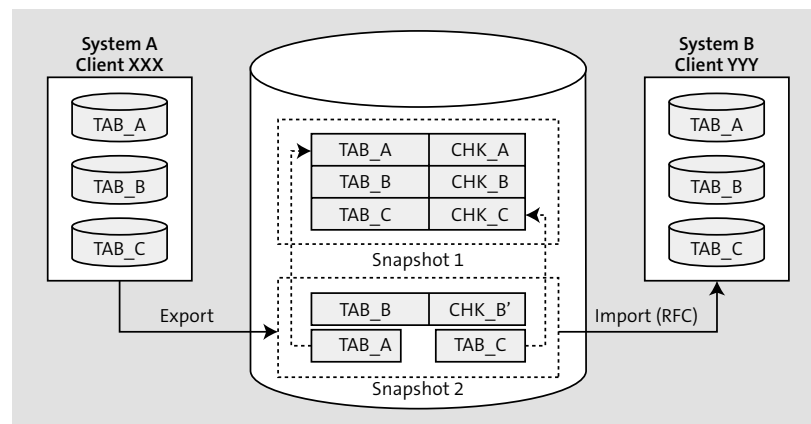 System A
Client XXX
TAB_A
TAB_B
TAB_C
Export
TAB_A CHK_A
TAB_B CHK_B
TAB_C CHK_C
Snapshot 1
TAB_B CHK_B’
TAB_A TAB_C
Snapshot 2
System B
Client YYY
TAB_A
TAB_B
TAB_C
Import (RFC)